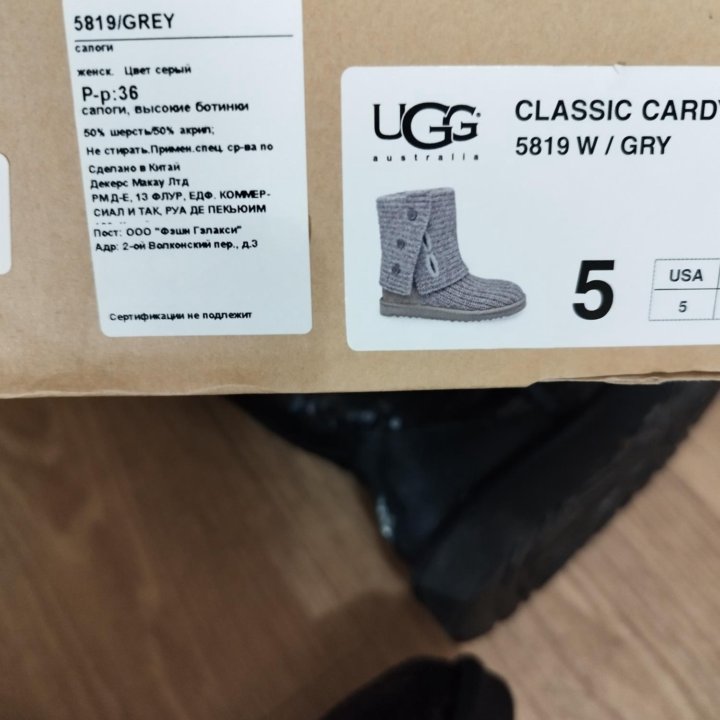 5819/GREY
сапоги
женск. Цвет серый
Р-р:36
сапоги, высокие ботинки
50% шерсть/50% акрил;
Не стирать.Примен.спец. ср-ва по
Сделано в Китай
Декерс Макау Лтд
РМ Д-Е, 13 ФЛУР, ЕДФ. КОММЕР-
СИАЛ И ТАК, РУА ДЕ ПЕКЬЮИМ
Пост: ООО "Фэшн Гэлакси"
Адр: 2-ой Волконский пер., д.3
Сертификации не подлежит
UGG
australia
CLASSIC CARDY
5819 W / GRY
5
USA
5